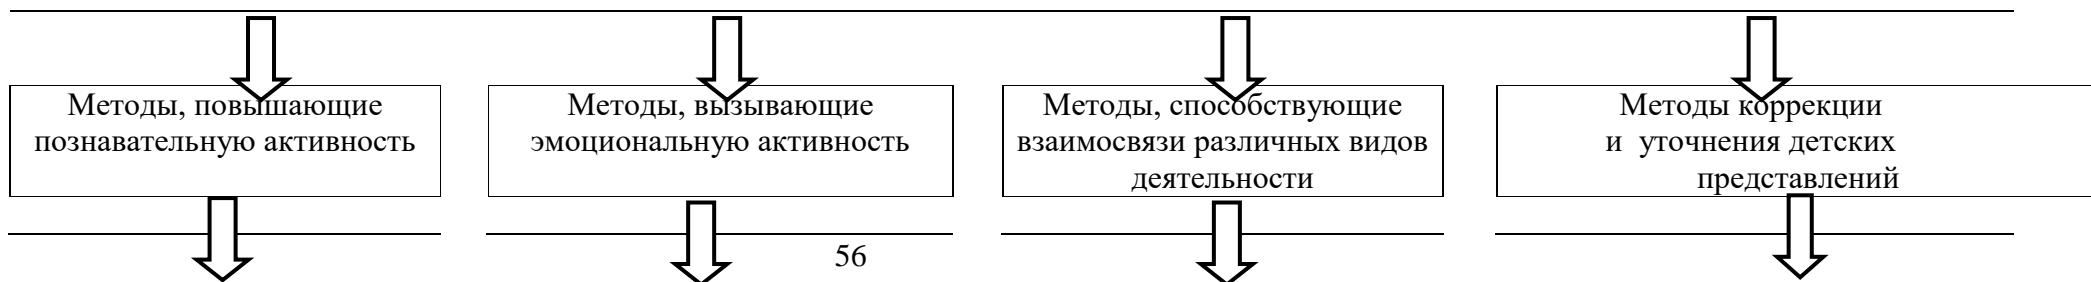 Методы, повышающие
познавательную активность
Методы, вызывающие
эмоциональную активность
Методы, способствующие
взаимосвязи различных видов
деятельности
Методы коррекции
и уточнения детских
представлений
56